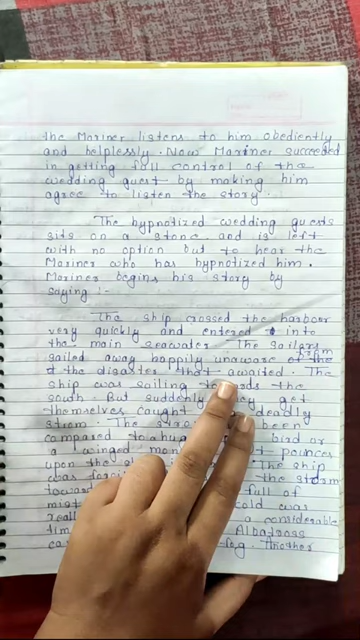 the Mariner listens to him obediently
and helplessly. Now Mariner succeeded
in getting full control of the
wedding guest by making him
agree to listen the story.
The hypnotized wedding guests
sits on a stone and is left
with no option but to hear the
Mariner who has hypnotized him.
Mariner begins his story by
saying :-
The ship crossed the harboor
very quickly and entered into
the main seawater. The sailors
sailed away happily unaware of the
the disaster that awaited. The
ship was sailing towards the
south. But suddenly get
themselves caught deadly
strom. The been
compared to a bird or
a winged pounces
upon the The ship
was the storm
full of
mist cold was
a considerable
Albatross
fog. Another